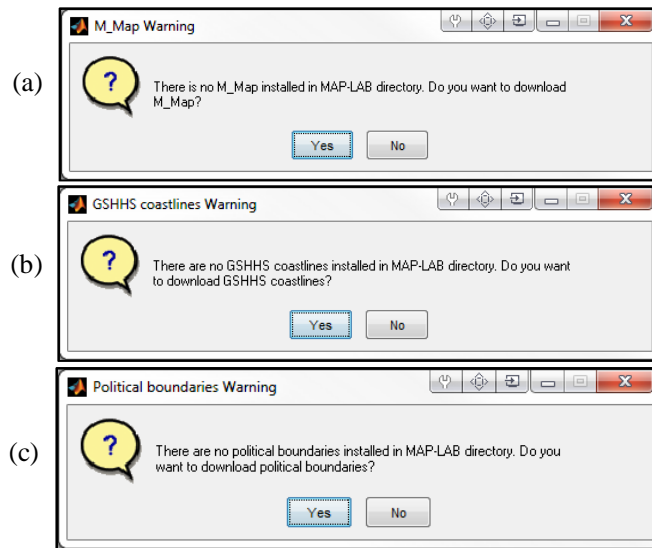 M_Map Warning
(a)
?
There is no M_Map installed in MAP-LAB directory. Do you want to download
M_Map?
Yes No
GSHHS coastlines Warning
(b)
?
There are no GSHHS coastlines installed in MAP-LAB directory. Do you want
to download GSHHS coastlines?
Yes No
Political boundaries Warning
(c)
?
There are no political boundaries installed in MAP-LAB directory. Do you
want to download political boundaries?
Yes No